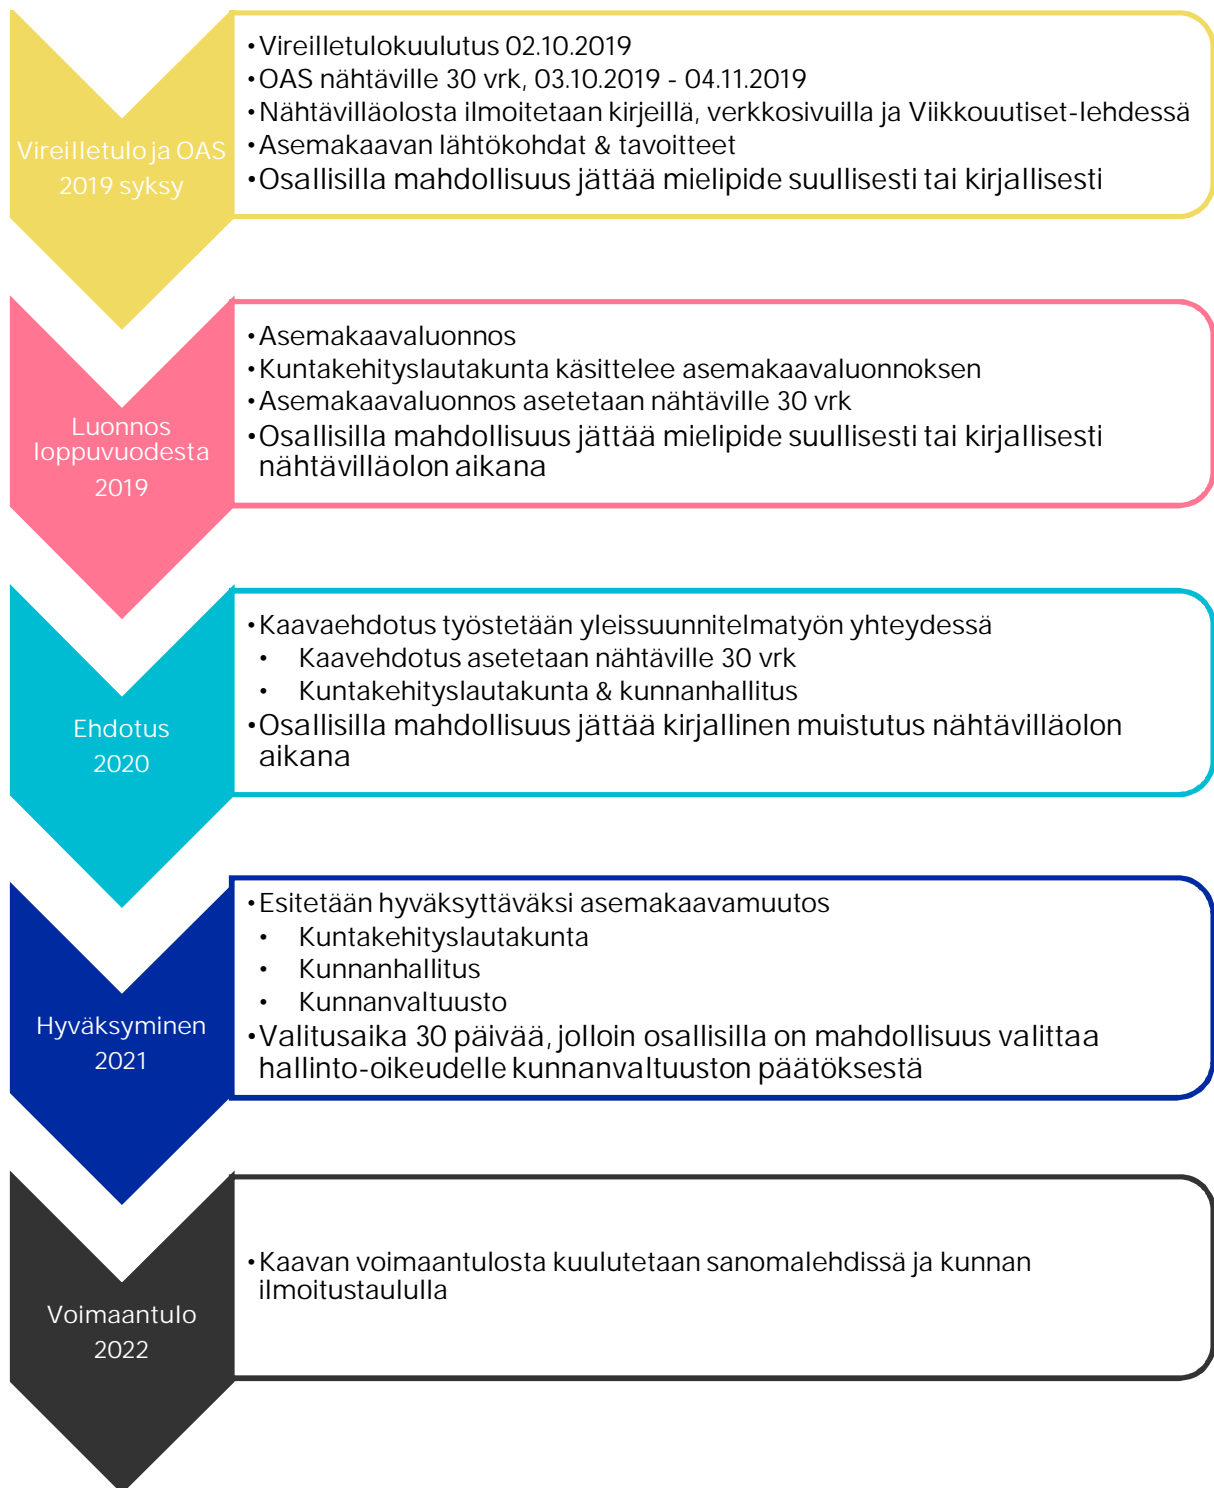 Vireilletulo ja OAS
2019 syksy
•Vireilletulokuulutus 02.10.2019
•OAS nähtäville 30 vrk, 03.10.2019 - 04.11.2019
•Nähtävilläolosta ilmoitetaan kirjeillä, verkkosivuilla ja Viikkouutiset-lehdessä
•Asemakaavan lähtökohdat & tavoitteet
•Osallisilla mahdollisuus jättää mielipide suullisesti tai kirjallisesti
Luonnos
loppuvuodesta
2019
•Asemakaavaluonnos
•Kuntakehityslautakunta käsittelee asemakaavaluonnoksen
•Asemakaavaluonnos asetetaan nähtäville 30 vrk
•Osallisilla mahdollisuus jättää mielipide suullisesti tai kirjallisesti
nähtävilläolon aikana
Ehdotus
2020
•Kaavaehdotus työstetään yleissuunnitelmatyön yhteydessä
• Kaavehdotus asetetaan nähtäville 30 vrk
• Kuntakehityslautakunta & kunnanhallitus
•Osallisilla mahdollisuus jättää kirjallinen muistutus nähtävilläolon
aikana
Hyväksyminen
2021
•Esitetään hyväksyttäväksi asemakaavamuutos
• Kuntakehityslautakunta
• Kunnanhallitus
• Kunnanvaltuusto
•Valitusaika 30 päivää, jolloin osallisilla on mahdollisuus valittaa
hallinto-oikeudelle kunnanvaltuuston päätöksestä
Voimaantulo
2022
•Kaavan voimaantulosta kuulutetaan sanomalehdissä ja kunnan
ilmoitustaululla